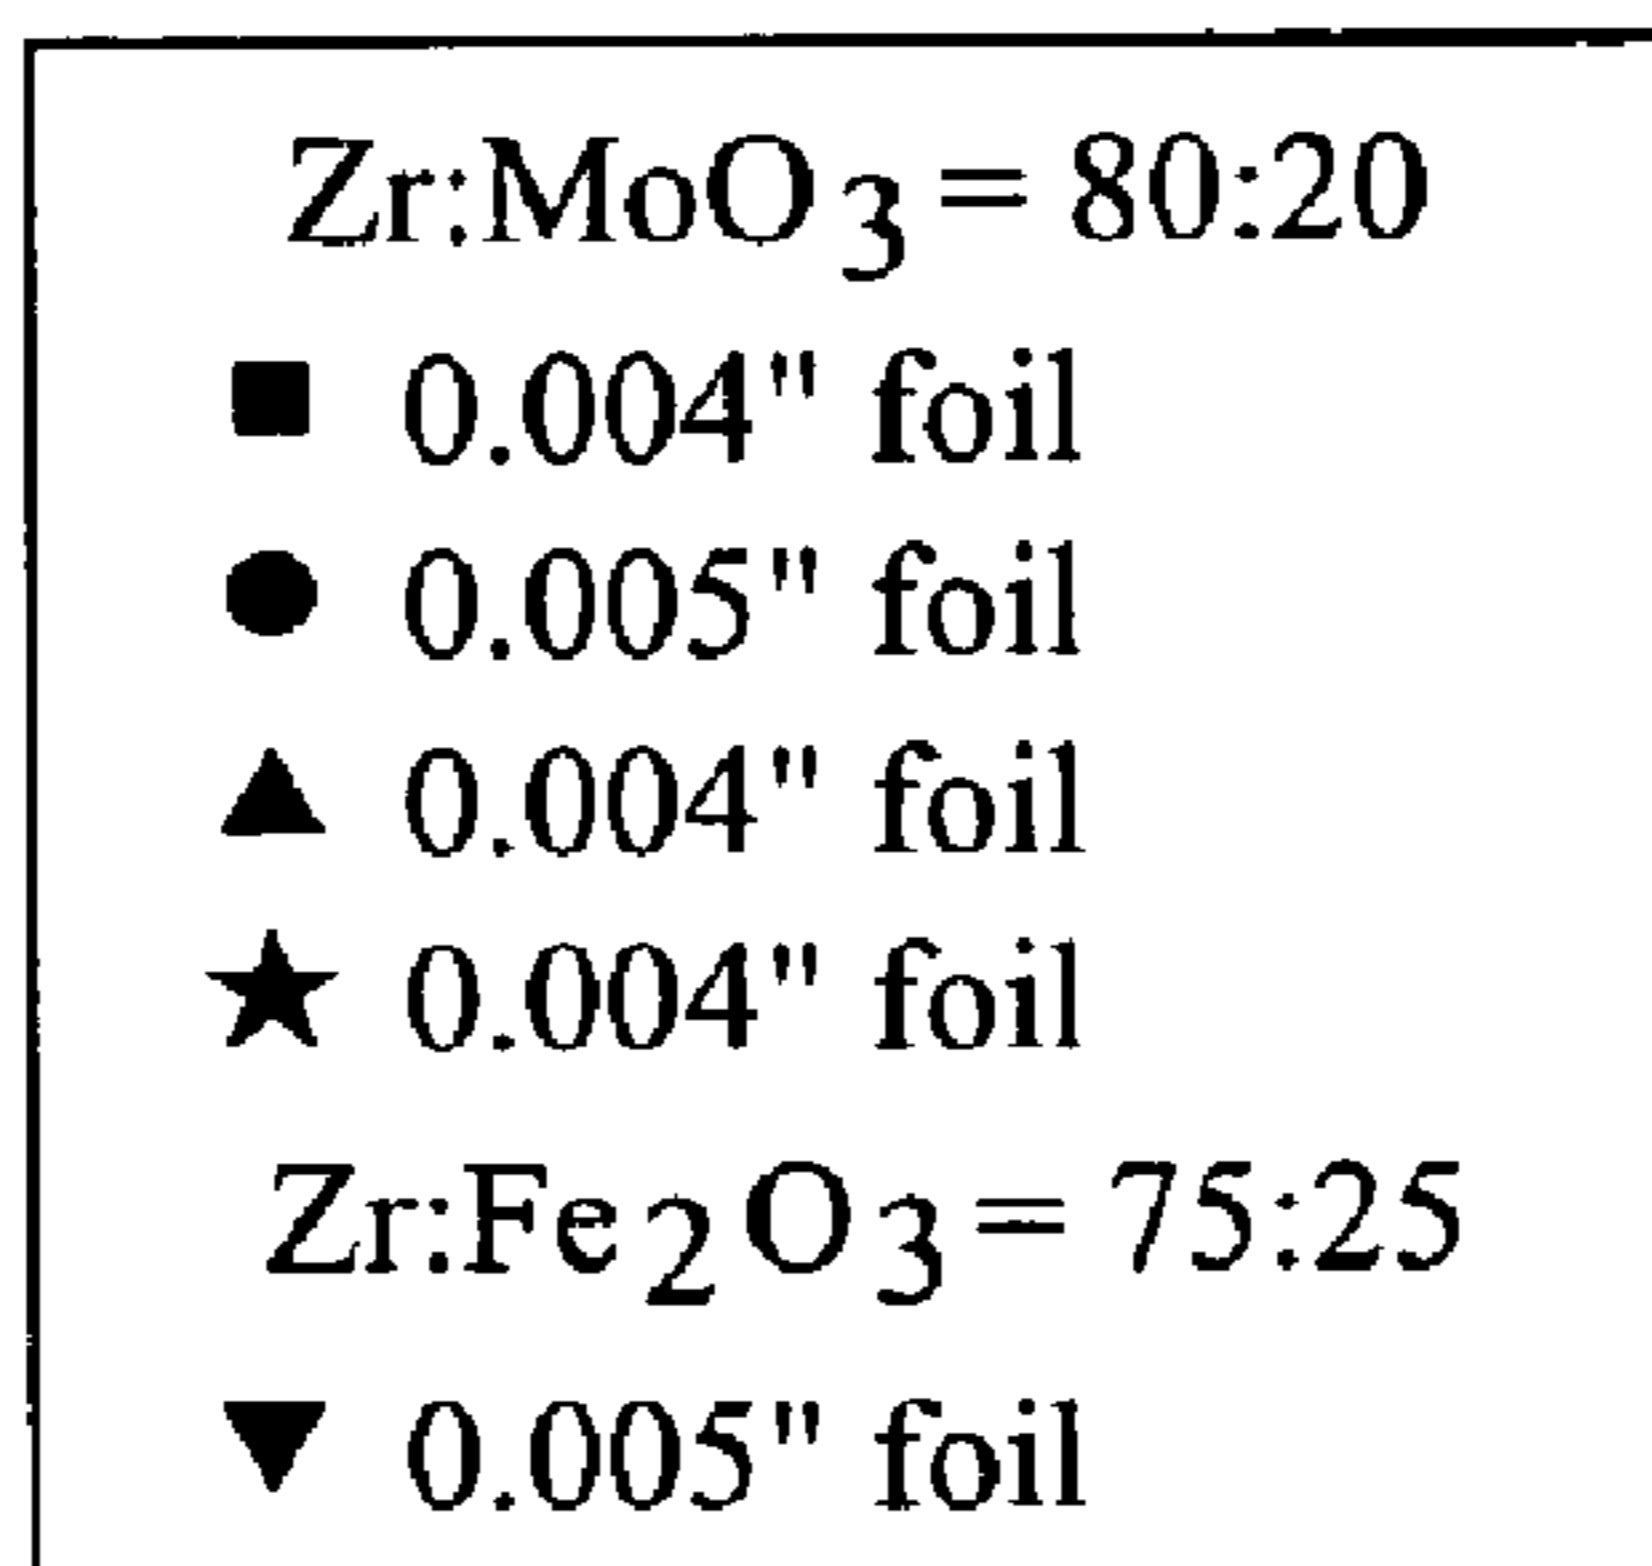 Zr:MoO3 = 80:20
■ 0.004" foil
● 0.005" foil
▲ 0.004" foil
★ 0.004" foil
Zr:Fe2O3 = 75:25
▼ 0.005" foil